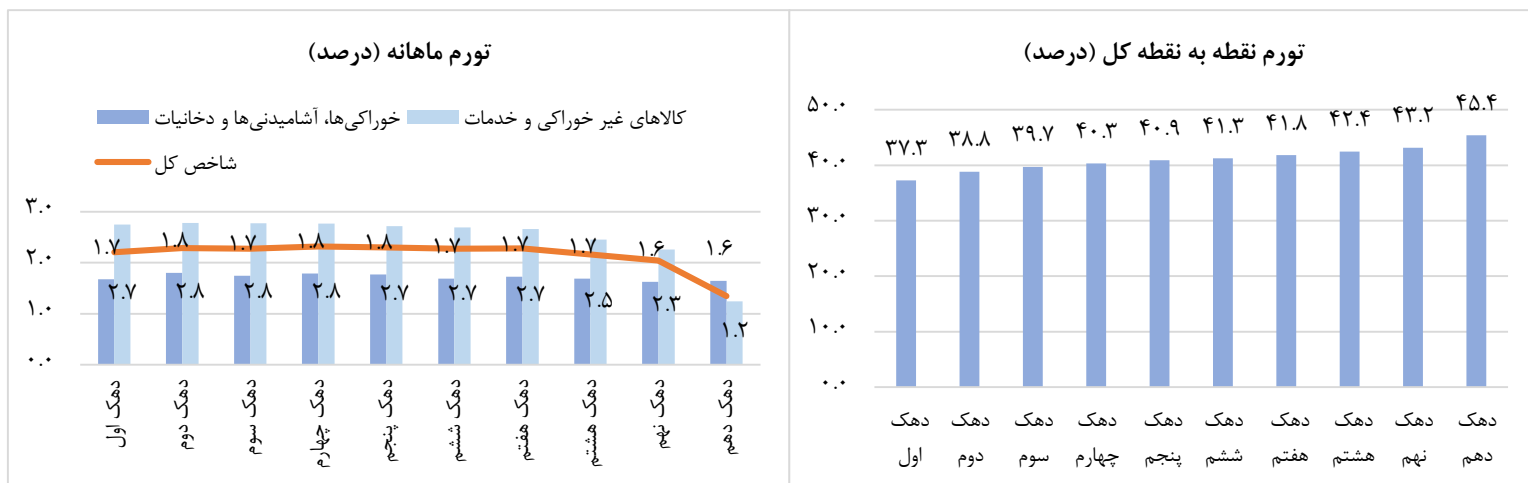 تورم ماهانه (درصد)
خوراکی‌ها، آشامیدنی‌ها و دخانیات
کالاهای غیر خوراکی و خدمات
شاخص کل
۳.۰
۲.۰
۱.۰
۰.۰
۱.۷
۱.۸
۱.۷
۱.۸
۱.۸
۱.۷
۱.۷
۱.۷
۱.۶
۱.۶
۲.۷
۲.۸
۲.۸
۲.۸
۲.۷
۲.۷
۲.۷
۲.۵
۲.۳
۱.۲
دهک اول
دهک دوم
دهک سوم
دهک چهارم
دهک پنجم
دهک ششم
دهک هفتم
دهک هشتم
دهک نهم
دهک دهم
تورم نقطه به نقطه کل (درصد)
۵۰.۰
۴۰.۰
۳۰.۰
۲۰.۰
۱۰.۰
۰.۰
۳۷.۳
۳۸.۸
۳۹.۷
۴۰.۳
۴۰.۹
۴۱.۳
۴۱.۸
۴۲.۴
۴۳.۲
۴۵.۴
دهک
اول
دهک
دوم
دهک
سوم
دهک
چهارم
دهک
پنجم
دهک
ششم
دهک
هفتم
دهک
هشتم
دهک
نهم
دهک
دهم